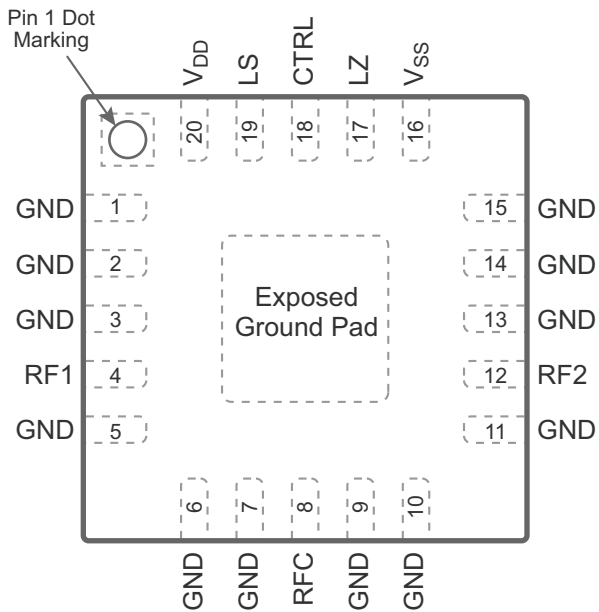 Pin 1 Dot
Marking
V_DD LS CTRL LZ V_SS
20 19 18 17 16
GND 1 15 GND
GND 2 14 GND
Exposed
Ground Pad
GND 3 13 GND
RF1 4 12 RF2
GND 5 11 GND
6 7 8 9 10
GND GND RFC GND GND